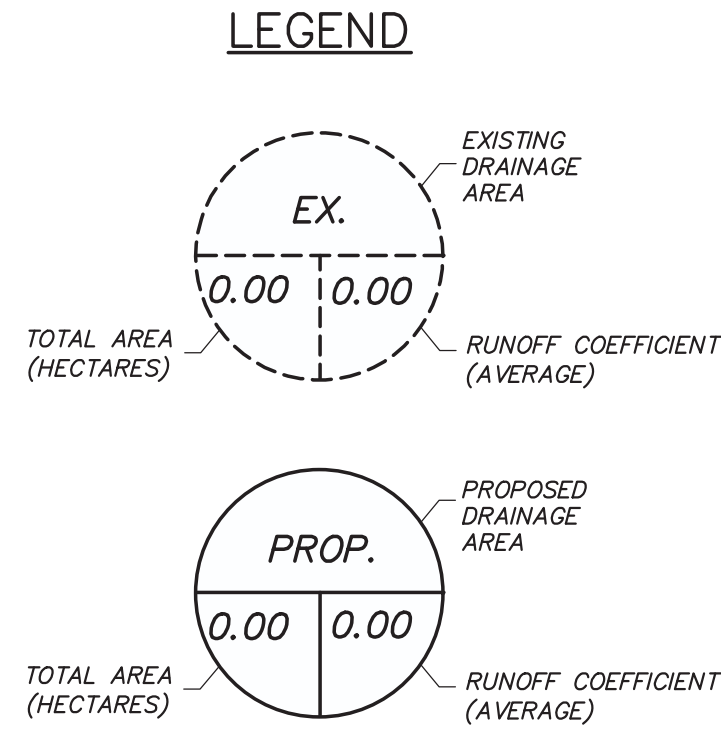 LEGEND
EXISTING
DRAINAGE
AREA
EX.
0.00 0.00
TOTAL AREA
(HECTARES)
RUNOFF COEFFICIENT
(AVERAGE)
PROPOSED
DRAINAGE
AREA
PROP.
0.00 0.00
TOTAL AREA
(HECTARES)
RUNOFF COEFFICIENT
(AVERAGE)